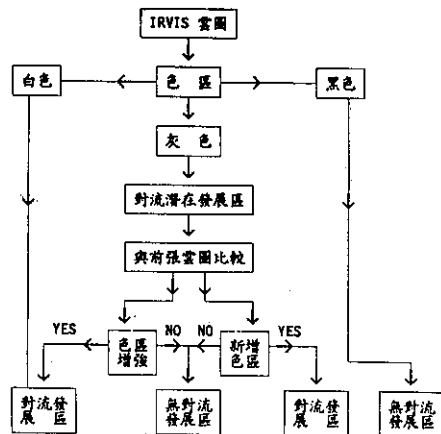 IRVIS 雲圖
白色
色 區
黑色
灰 色
對流潛在發展區
與前張雲圖比較
YES
色區
增強
NO
NO
新增
色區
YES
對流發
展 區
無對流
發展區
對流發
展 區
無對流
發展區